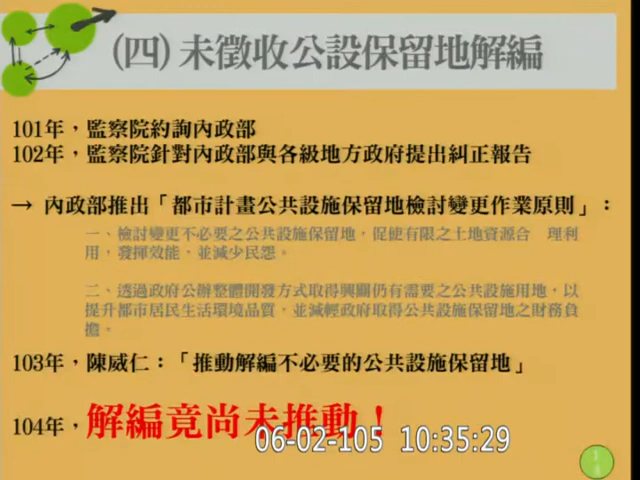 (四) 未徵收公設保留地解編
101年，監察院約詢內政部
102年，監察院針對內政部與各級地方政府提出糾正報告
→ 內政部推出「都市計畫公共設施保留地檢討變更作業原則」：
一、檢討變更不必要之公共設施保留地，促使有限之土地資源合　理利
用，發揮效能，並減少民怨。
二、透過政府公辦整體開發方式取得興闢仍有需要之公共設施用地，以
提升都市居民生活環境品質，並減輕政府取得公共設施保留地之財務負
擔。
103年，陳威仁：「推動解編不必要的公共設施保留地」
104年，解編竟尚未推動！
06-02-105 10:35:29